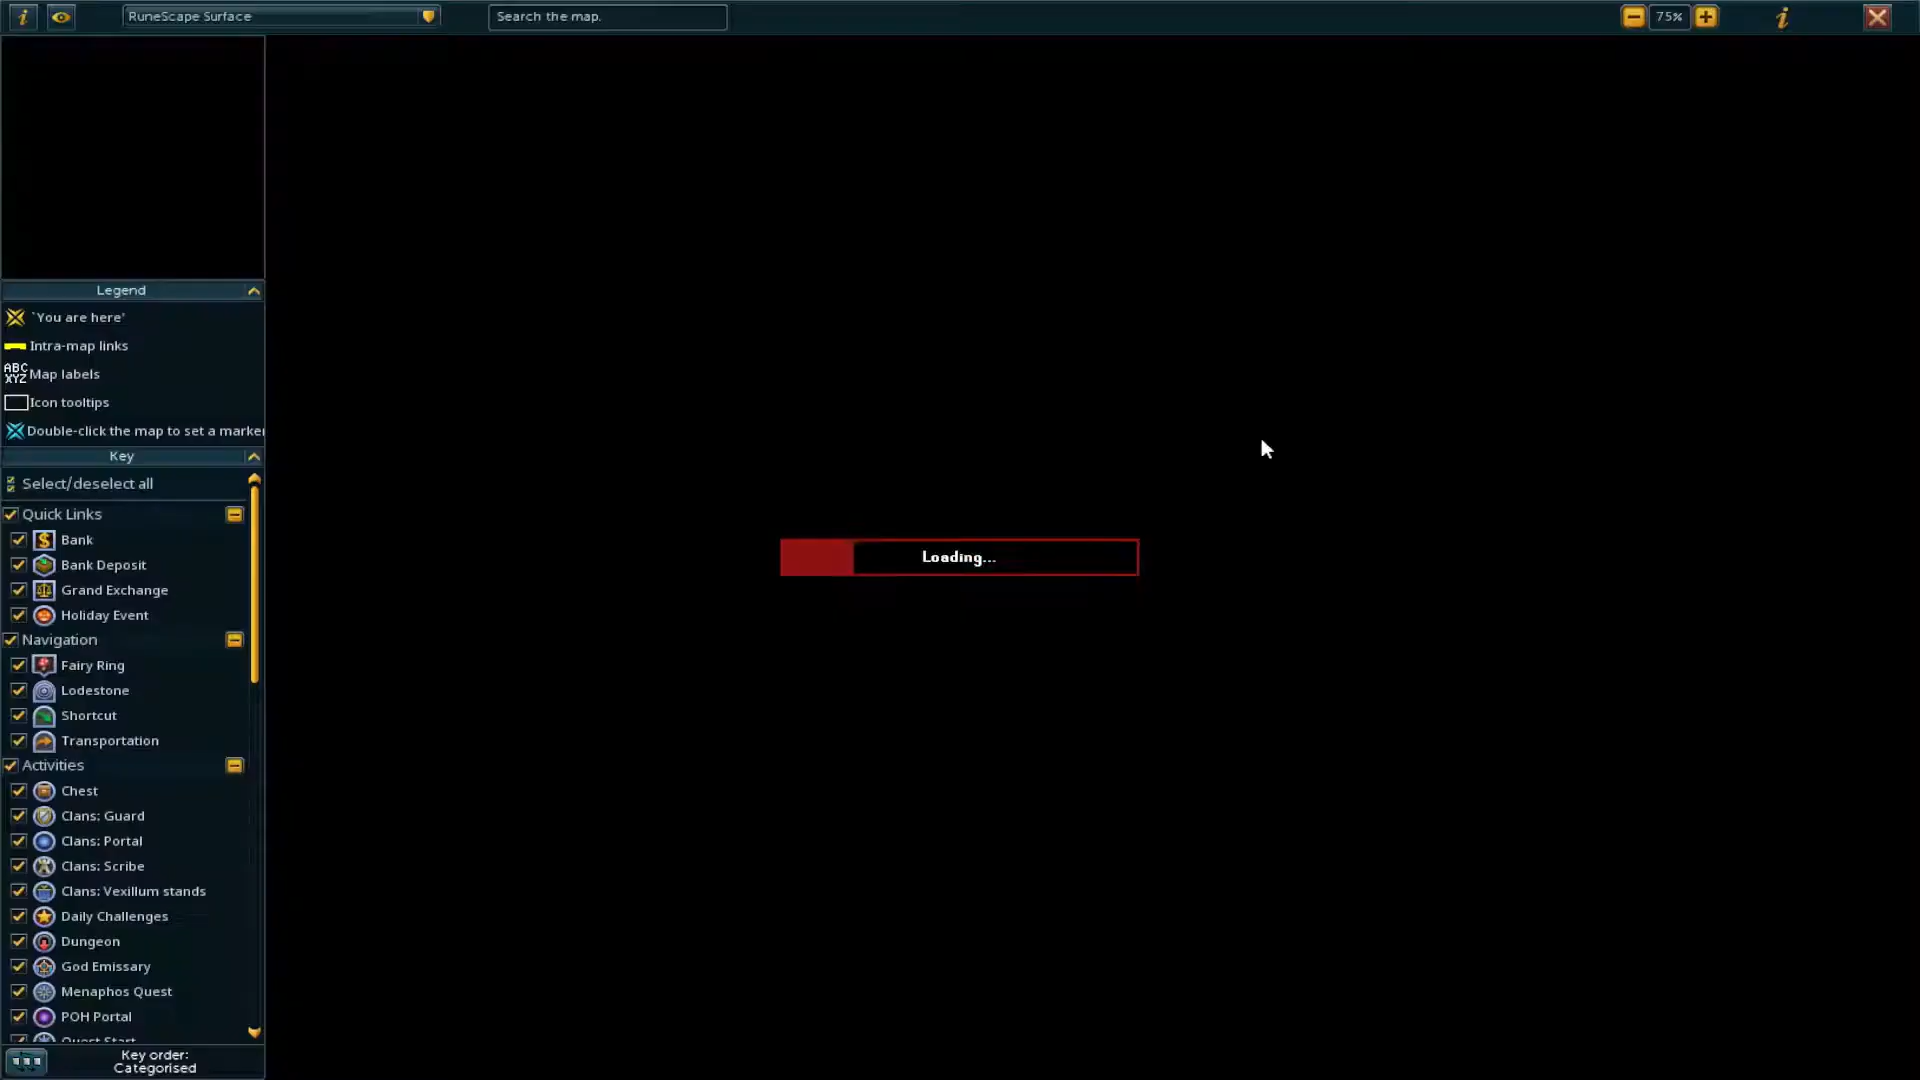 RuneScape Surface
Search the map.
75%
Legend
`You are here'
Intra-map links
ABC
XYZ
Map labels
Icon tooltips
Double-click the map to set a marker
Key
Select/deselect all
Quick Links
Bank
Bank Deposit
Grand Exchange
Holiday Event
Navigation
Fairy Ring
Lodestone
Shortcut
Transportation
Activities
Chest
Clans: Guard
Clans: Portal
Clans: Scribe
Clans: Vexillum stands
Daily Challenges
Dungeon
God Emissary
Menaphos Quest
POH Portal
Quest Start
Key order:
Categorised
Loading...